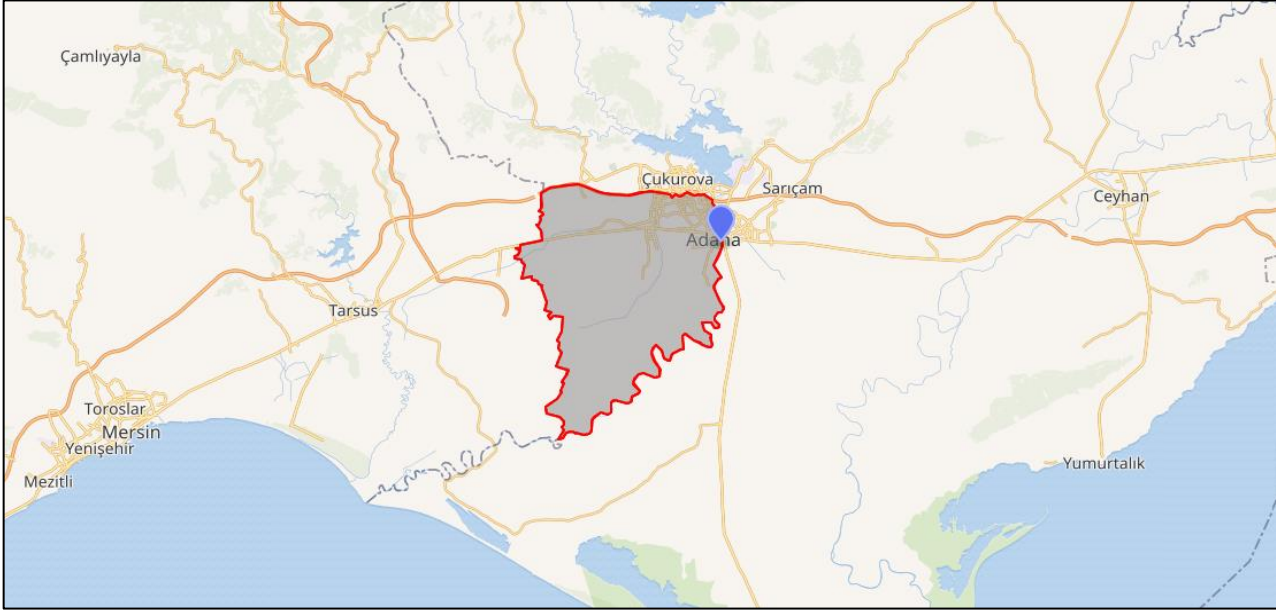 Çamlıyayla
Çukurova
Sarıçam
Ceyhan
Adana
Tarsus
Toroslar
Mersin
Yenişehir
Mezitli
Yumurtalık